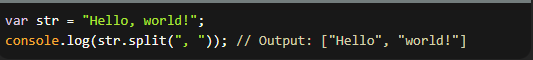 var str = "Hello, world!";
console.log(str.split(", ")); // Output: ["Hello", "world!"]